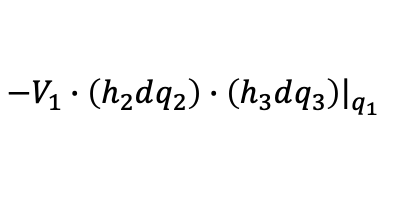 −V₁ · (h₂dq₂) · (h₃dq₃)|q₁